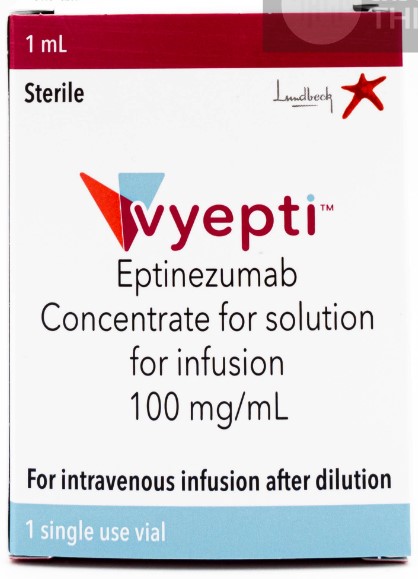 1 mL
Sterile
Lundbeck
vyepti™
Eptinezumab
Concentrate for solution
for infusion
100 mg/mL
For intravenous infusion after dilution
1 single use vial